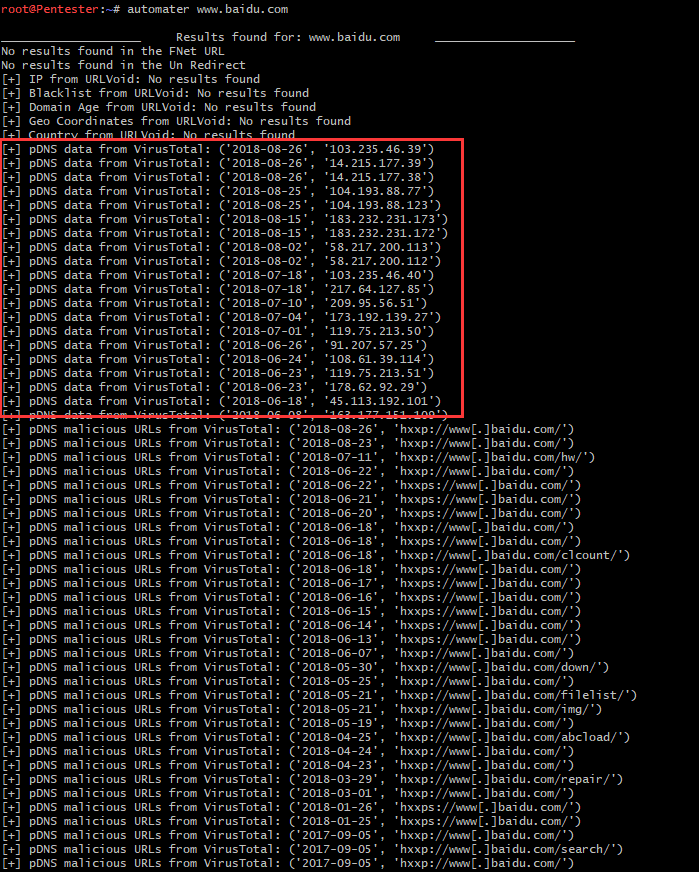 root@Pentester:~# automater www.baidu.com
____________________     Results found for: www.baidu.com     ____________________
No results found in the FNet URL
No results found in the Un Redirect
[+] IP from URLVoid: No results found
[+] Blacklist from URLVoid: No results found
[+] Domain Age from URLVoid: No results found
[+] Geo Coordinates from URLVoid: No results found
[+] Country from URLVoid: No results found
[+] pDNS data from VirusTotal: ('2018-08-26', '103.235.46.39')
[+] pDNS data from VirusTotal: ('2018-08-26', '14.215.177.39')
[+] pDNS data from VirusTotal: ('2018-08-26', '14.215.177.38')
[+] pDNS data from VirusTotal: ('2018-08-25', '104.193.88.77')
[+] pDNS data from VirusTotal: ('2018-08-25', '104.193.88.123')
[+] pDNS data from VirusTotal: ('2018-08-15', '183.232.231.173')
[+] pDNS data from VirusTotal: ('2018-08-15', '183.232.231.172')
[+] pDNS data from VirusTotal: ('2018-08-02', '58.217.200.113')
[+] pDNS data from VirusTotal: ('2018-08-02', '58.217.200.112')
[+] pDNS data from VirusTotal: ('2018-07-18', '103.235.46.40')
[+] pDNS data from VirusTotal: ('2018-07-18', '217.64.127.85')
[+] pDNS data from VirusTotal: ('2018-07-10', '209.95.56.51')
[+] pDNS data from VirusTotal: ('2018-07-04', '173.192.139.27')
[+] pDNS data from VirusTotal: ('2018-07-01', '119.75.213.50')
[+] pDNS data from VirusTotal: ('2018-06-26', '91.207.57.25')
[+] pDNS data from VirusTotal: ('2018-06-24', '108.61.39.114')
[+] pDNS data from VirusTotal: ('2018-06-23', '119.75.213.51')
[+] pDNS data from VirusTotal: ('2018-06-23', '178.62.92.29')
[+] pDNS data from VirusTotal: ('2018-06-18', '45.113.192.101')
[+] pDNS data from VirusTotal: ('2018-06-08', '163.177.151.109')
[+] pDNS malicious URLs from VirusTotal: ('2018-08-26', 'hxxp://www[.]baidu.com/')
[+] pDNS malicious URLs from VirusTotal: ('2018-08-23', 'hxxp://www[.]baidu.com/')
[+] pDNS malicious URLs from VirusTotal: ('2018-07-11', 'hxxp://www[.]baidu.com/hw/')
[+] pDNS malicious URLs from VirusTotal: ('2018-06-22', 'hxxp://www[.]baidu.com/')
[+] pDNS malicious URLs from VirusTotal: ('2018-06-22', 'hxxps://www[.]baidu.com/')
[+] pDNS malicious URLs from VirusTotal: ('2018-06-21', 'hxxps://www[.]baidu.com/')
[+] pDNS malicious URLs from VirusTotal: ('2018-06-20', 'hxxps://www[.]baidu.com/')
[+] pDNS malicious URLs from VirusTotal: ('2018-06-18', 'hxxp://www[.]baidu.com/')
[+] pDNS malicious URLs from VirusTotal: ('2018-06-18', 'hxxps://www[.]baidu.com/')
[+] pDNS malicious URLs from VirusTotal: ('2018-06-18', 'hxxp://www[.]baidu.com/clcount/')
[+] pDNS malicious URLs from VirusTotal: ('2018-06-18', 'hxxps://www[.]baidu.com/')
[+] pDNS malicious URLs from VirusTotal: ('2018-06-17', 'hxxps://www[.]baidu.com/')
[+] pDNS malicious URLs from VirusTotal: ('2018-06-16', 'hxxps://www[.]baidu.com/')
[+] pDNS malicious URLs from VirusTotal: ('2018-06-15', 'hxxps://www[.]baidu.com/')
[+] pDNS malicious URLs from VirusTotal: ('2018-06-14', 'hxxps://www[.]baidu.com/')
[+] pDNS malicious URLs from VirusTotal: ('2018-06-13', 'hxxps://www[.]baidu.com/')
[+] pDNS malicious URLs from VirusTotal: ('2018-06-07', 'hxxp://www[.]baidu.com/')
[+] pDNS malicious URLs from VirusTotal: ('2018-05-30', 'hxxp://www[.]baidu.com/down/')
[+] pDNS malicious URLs from VirusTotal: ('2018-05-25', 'hxxp://www[.]baidu.com/')
[+] pDNS malicious URLs from VirusTotal: ('2018-05-21', 'hxxp://www[.]baidu.com/filelist/')
[+] pDNS malicious URLs from VirusTotal: ('2018-05-21', 'hxxp://www[.]baidu.com/img/')
[+] pDNS malicious URLs from VirusTotal: ('2018-05-19', 'hxxp://www[.]baidu.com/')
[+] pDNS malicious URLs from VirusTotal: ('2018-04-25', 'hxxp://www[.]baidu.com/abcload/')
[+] pDNS malicious URLs from VirusTotal: ('2018-04-24', 'hxxp://www[.]baidu.com/')
[+] pDNS malicious URLs from VirusTotal: ('2018-04-23', 'hxxp://www[.]baidu.com/')
[+] pDNS malicious URLs from VirusTotal: ('2018-03-29', 'hxxp://www[.]baidu.com/repair/')
[+] pDNS malicious URLs from VirusTotal: ('2018-03-01', 'hxxp://www[.]baidu.com/')
[+] pDNS malicious URLs from VirusTotal: ('2018-01-26', 'hxxps://www[.]baidu.com/')
[+] pDNS malicious URLs from VirusTotal: ('2018-01-25', 'hxxps://www[.]baidu.com/')
[+] pDNS malicious URLs from VirusTotal: ('2017-09-05', 'hxxp://www[.]baidu.com/')
[+] pDNS malicious URLs from VirusTotal: ('2017-09-05', 'hxxp://www[.]baidu.com/search/')
[+] pDNS malicious URLs from VirusTotal: ('2017-09-05', 'hxxp://www[.]baidu.com/')